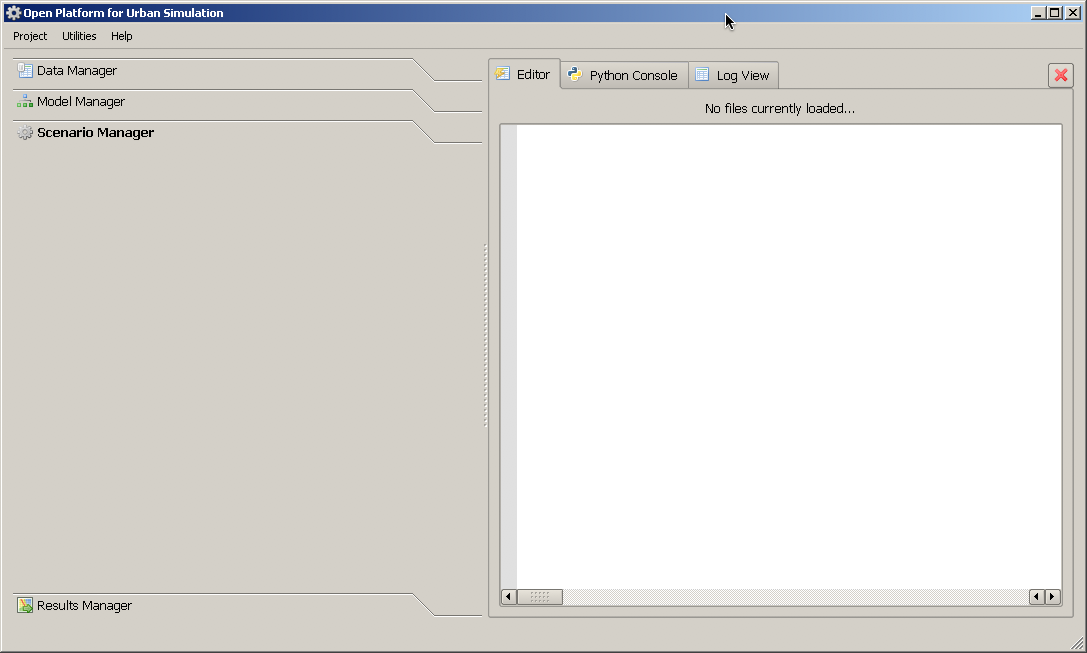 Open Platform for Urban Simulation
Project Utilities Help
Data Manager
Model Manager
Scenario Manager
Results Manager
Editor Python Console Log View
No files currently loaded...